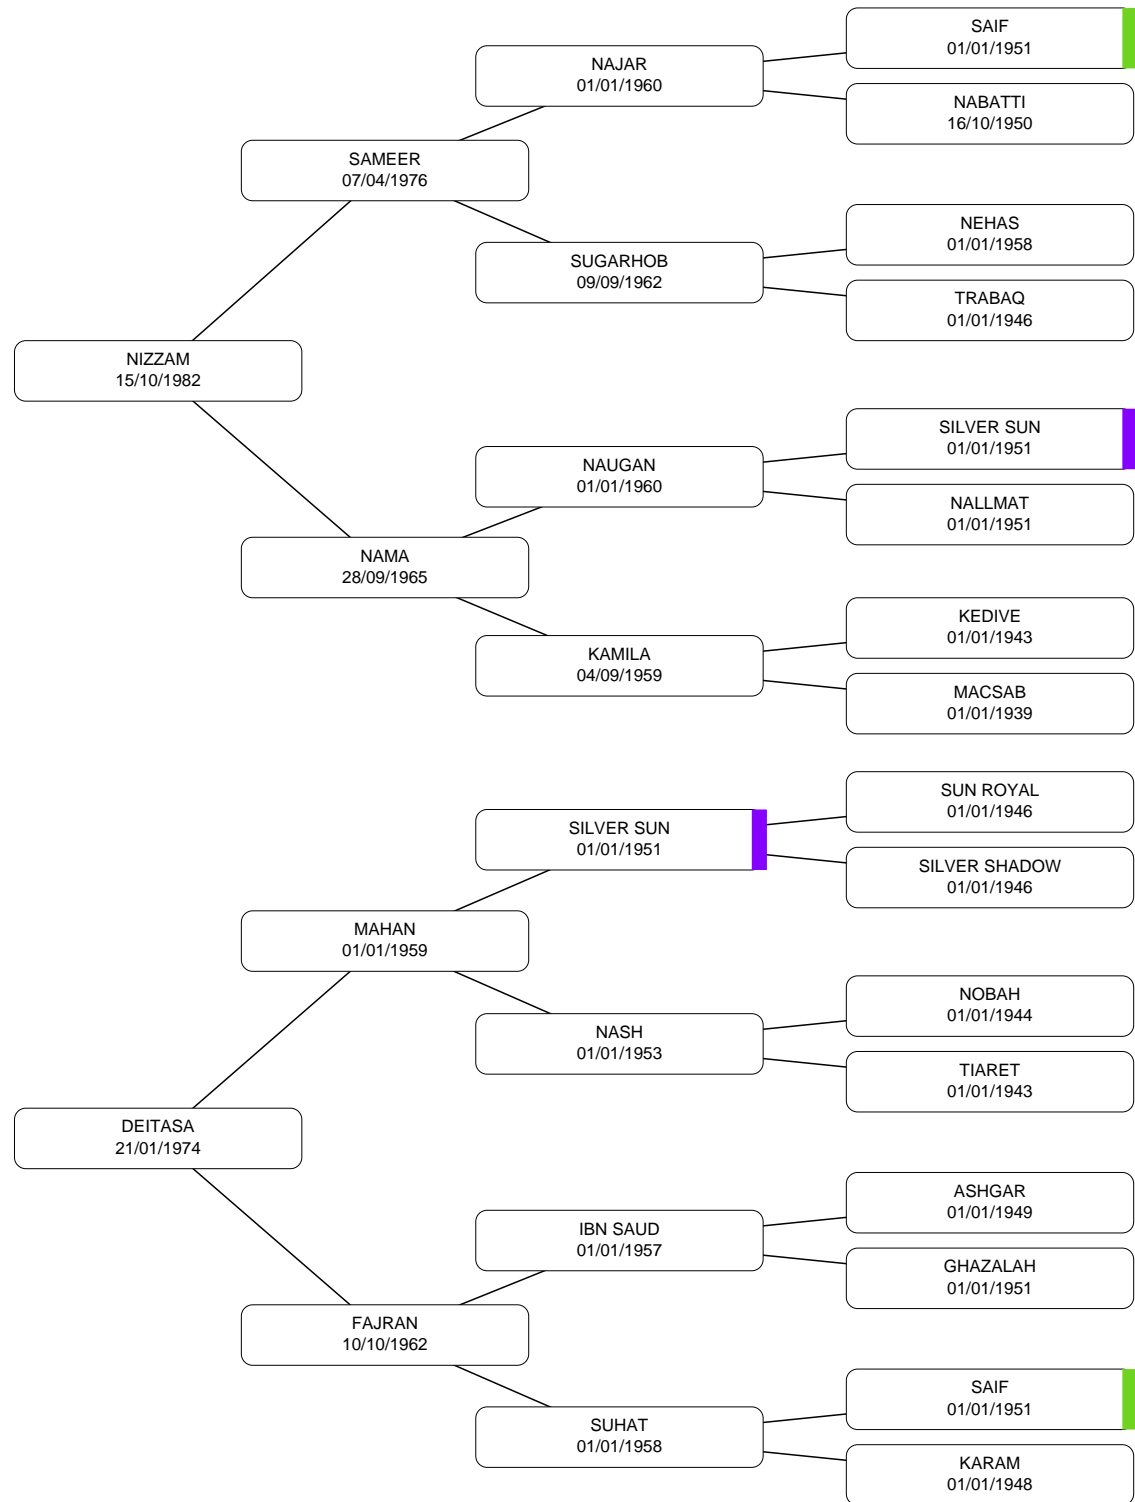 SAIF
01/01/1951
NAJAR
01/01/1960
NABATTI
16/10/1950
SAMEER
07/04/1976
NEHAS
01/01/1958
SUGARHOB
09/09/1962
TRABAQ
01/01/1946
NIZZAM
15/10/1982
SILVER SUN
01/01/1951
NAUGAN
01/01/1960
NALLMAT
01/01/1951
NAMA
28/09/1965
KEDIVE
01/01/1943
KAMILA
04/09/1959
MACSAB
01/01/1939
SUN ROYAL
01/01/1946
SILVER SUN
01/01/1951
SILVER SHADOW
01/01/1946
MAHAN
01/01/1959
NOBAH
01/01/1944
NASH
01/01/1953
TIARET
01/01/1943
DEITASA
21/01/1974
ASHGAR
01/01/1949
IBN SAUD
01/01/1957
GHAZALAH
01/01/1951
FAJRAN
10/10/1962
SAIF
01/01/1951
SUHAT
01/01/1958
KARAM
01/01/1948